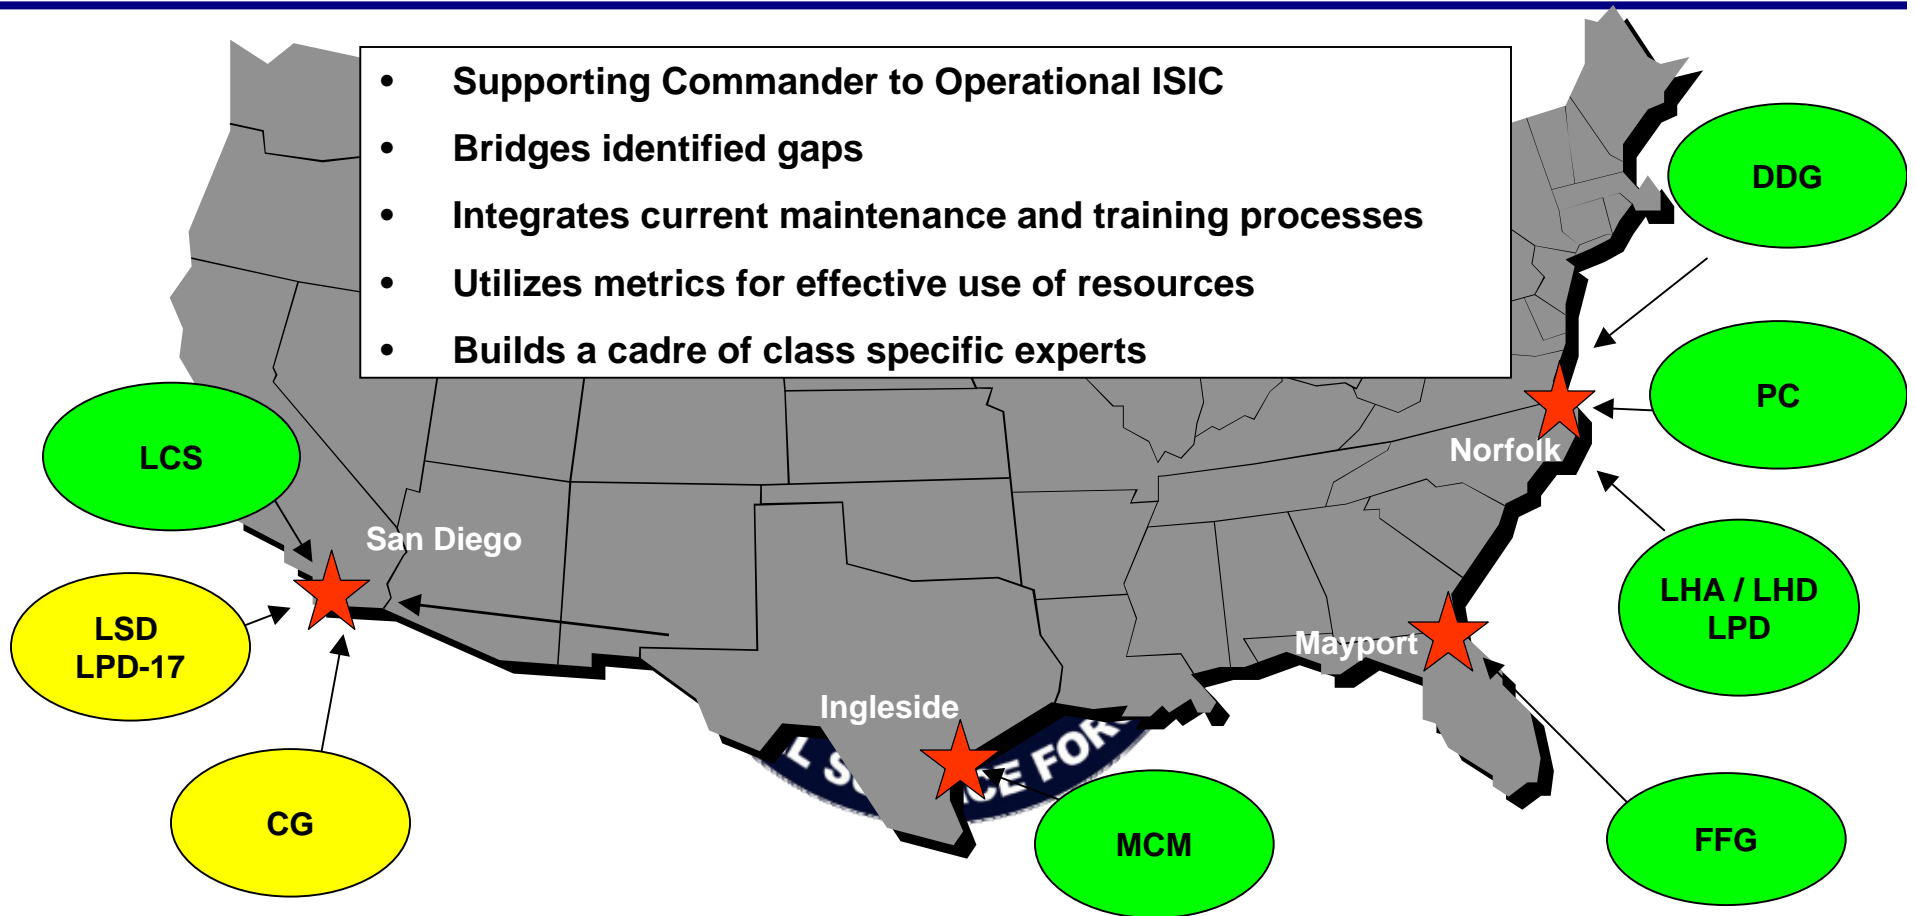 • Supporting Commander to Operational ISIC
• Bridges identified gaps
• Integrates current maintenance and training processes
• Utilizes metrics for effective use of resources
• Builds a cadre of class specific experts
DDG
PC
Norfolk
LCS
San Diego
LHA / LHD
LPD
LSD
LPD-17
Mayport
Ingleside
CG
MCM
FFG